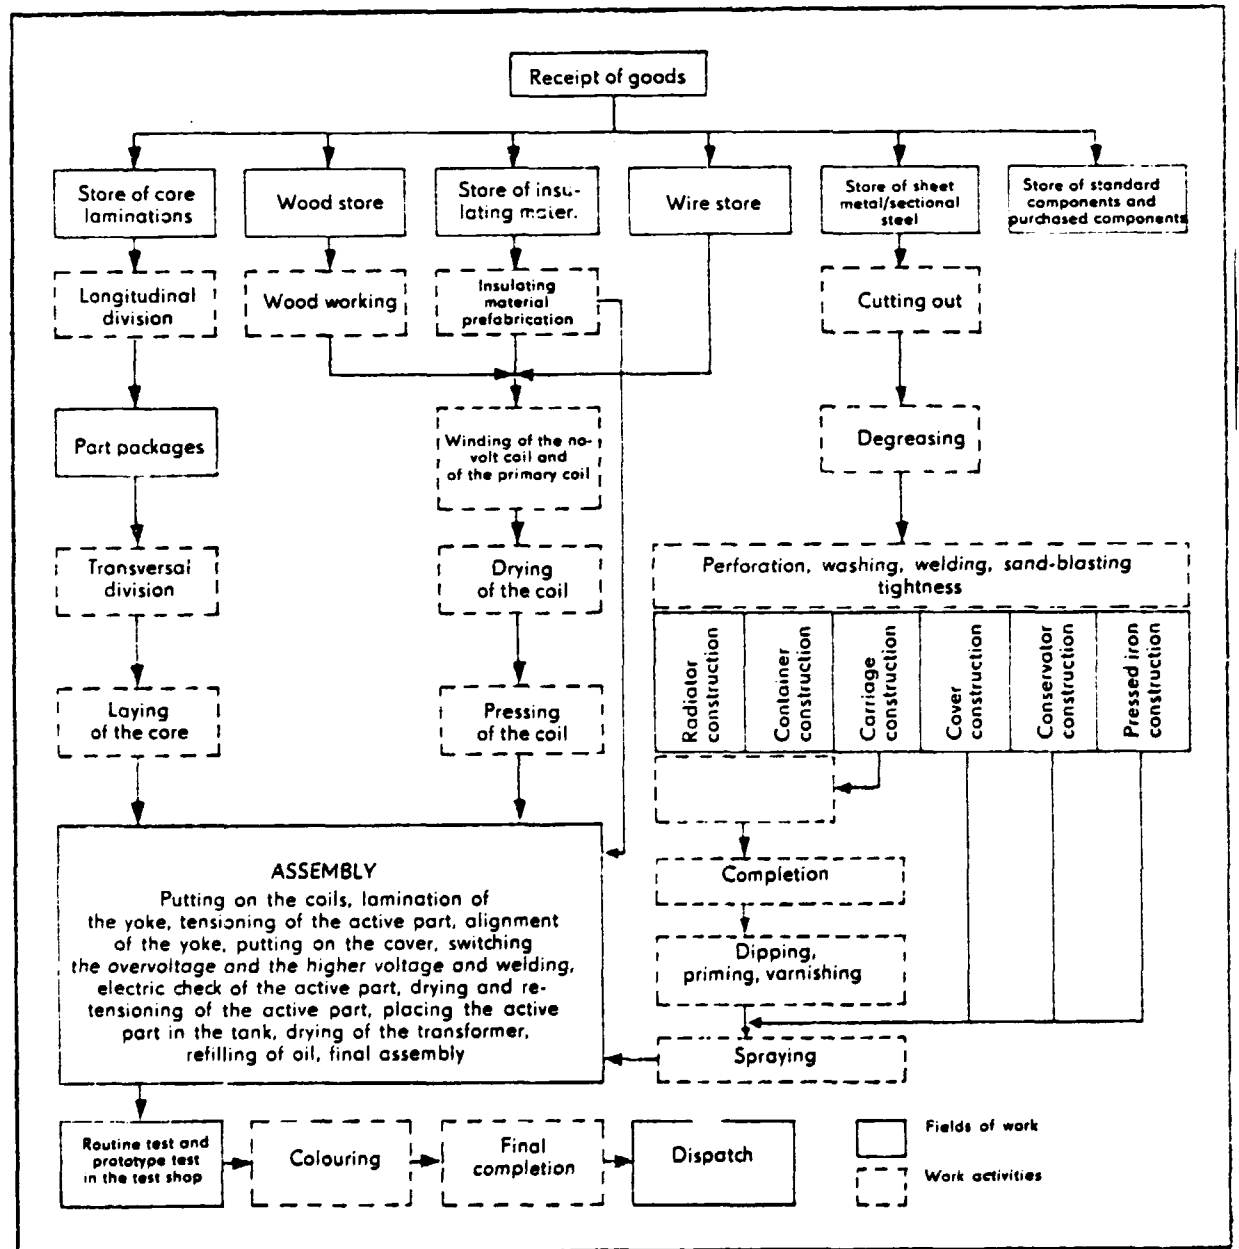 Receipt of goods
Store of core
laminations
Wood store
Store of insu-
lating mater.
Wire store
Store of sheet
metal/sectional
steel
Store of standard
components and
purchased components
Longitudinal
division
Wood working
Insulating
material
prefabrication
Cutting out
Part packages
Winding of the no-
volt coil and
of the primary coil
Degreasing
Transversal
division
Drying
of the coil
Perforation, washing, welding, sand-blasting
tightness
Laying
of the core
Pressing
of the coil
Radiator
construction
Container
construction
Carriage
construction
Cover
construction
Conservator
construction
Pressed iron
construction
ASSEMBLY
Putting on the coils, lamination of
the yoke, tensioning of the active part, alignment
of the yoke, putting on the cover, switching
the overvoltage and the higher voltage and welding,
electric check of the active part, drying and re-
tensioning of the active part, placing the active
part in the tank, drying of the transformer,
refilling of oil, final assembly
Completion
Dipping,
priming, varnishing
Spraying
Routine test and
prototype test
in the test shop
Colouring
Final
completion
Dispatch
Fields of work
Work activities